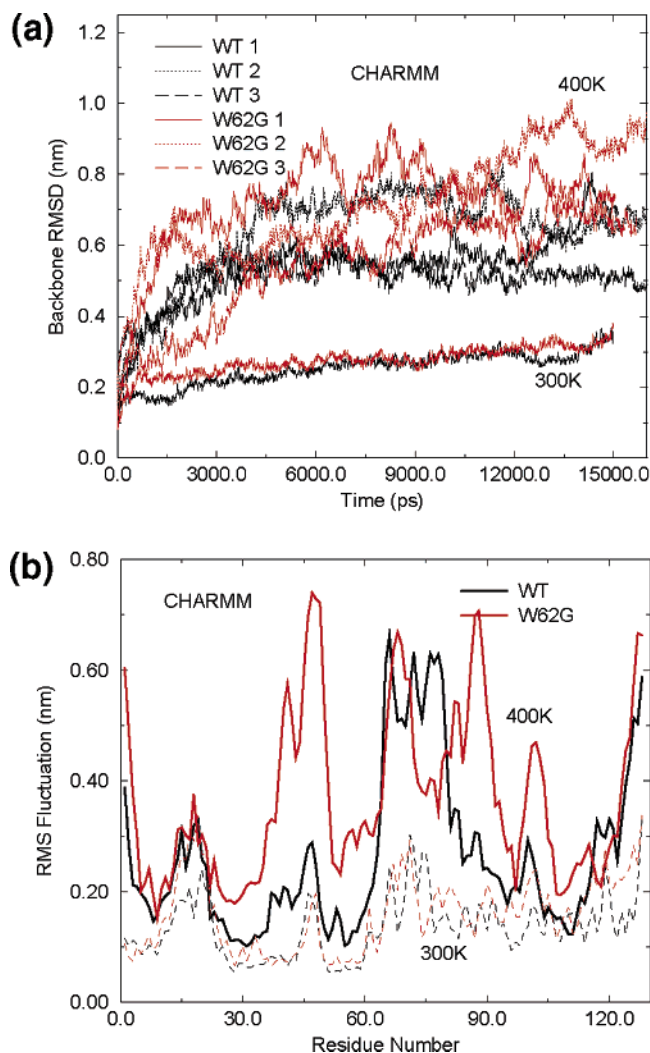 (a)
1.2
1.0
0.8
0.6
0.4
0.2
0.0
Backbone RMSD (nm)
WT 1
WT 2
WT 3
W62G 1
W62G 2
W62G 3
CHARMM
400K
300K
0.0 3000.0 6000.0 9000.0 12000.0 15000.0
Time (ps)
(b)
0.80
0.60
0.40
0.20
0.00
RMS Fluctuation (nm)
CHARMM
WT
W62G
400K
300K
0.0 30.0 60.0 90.0 120.0
Residue Number